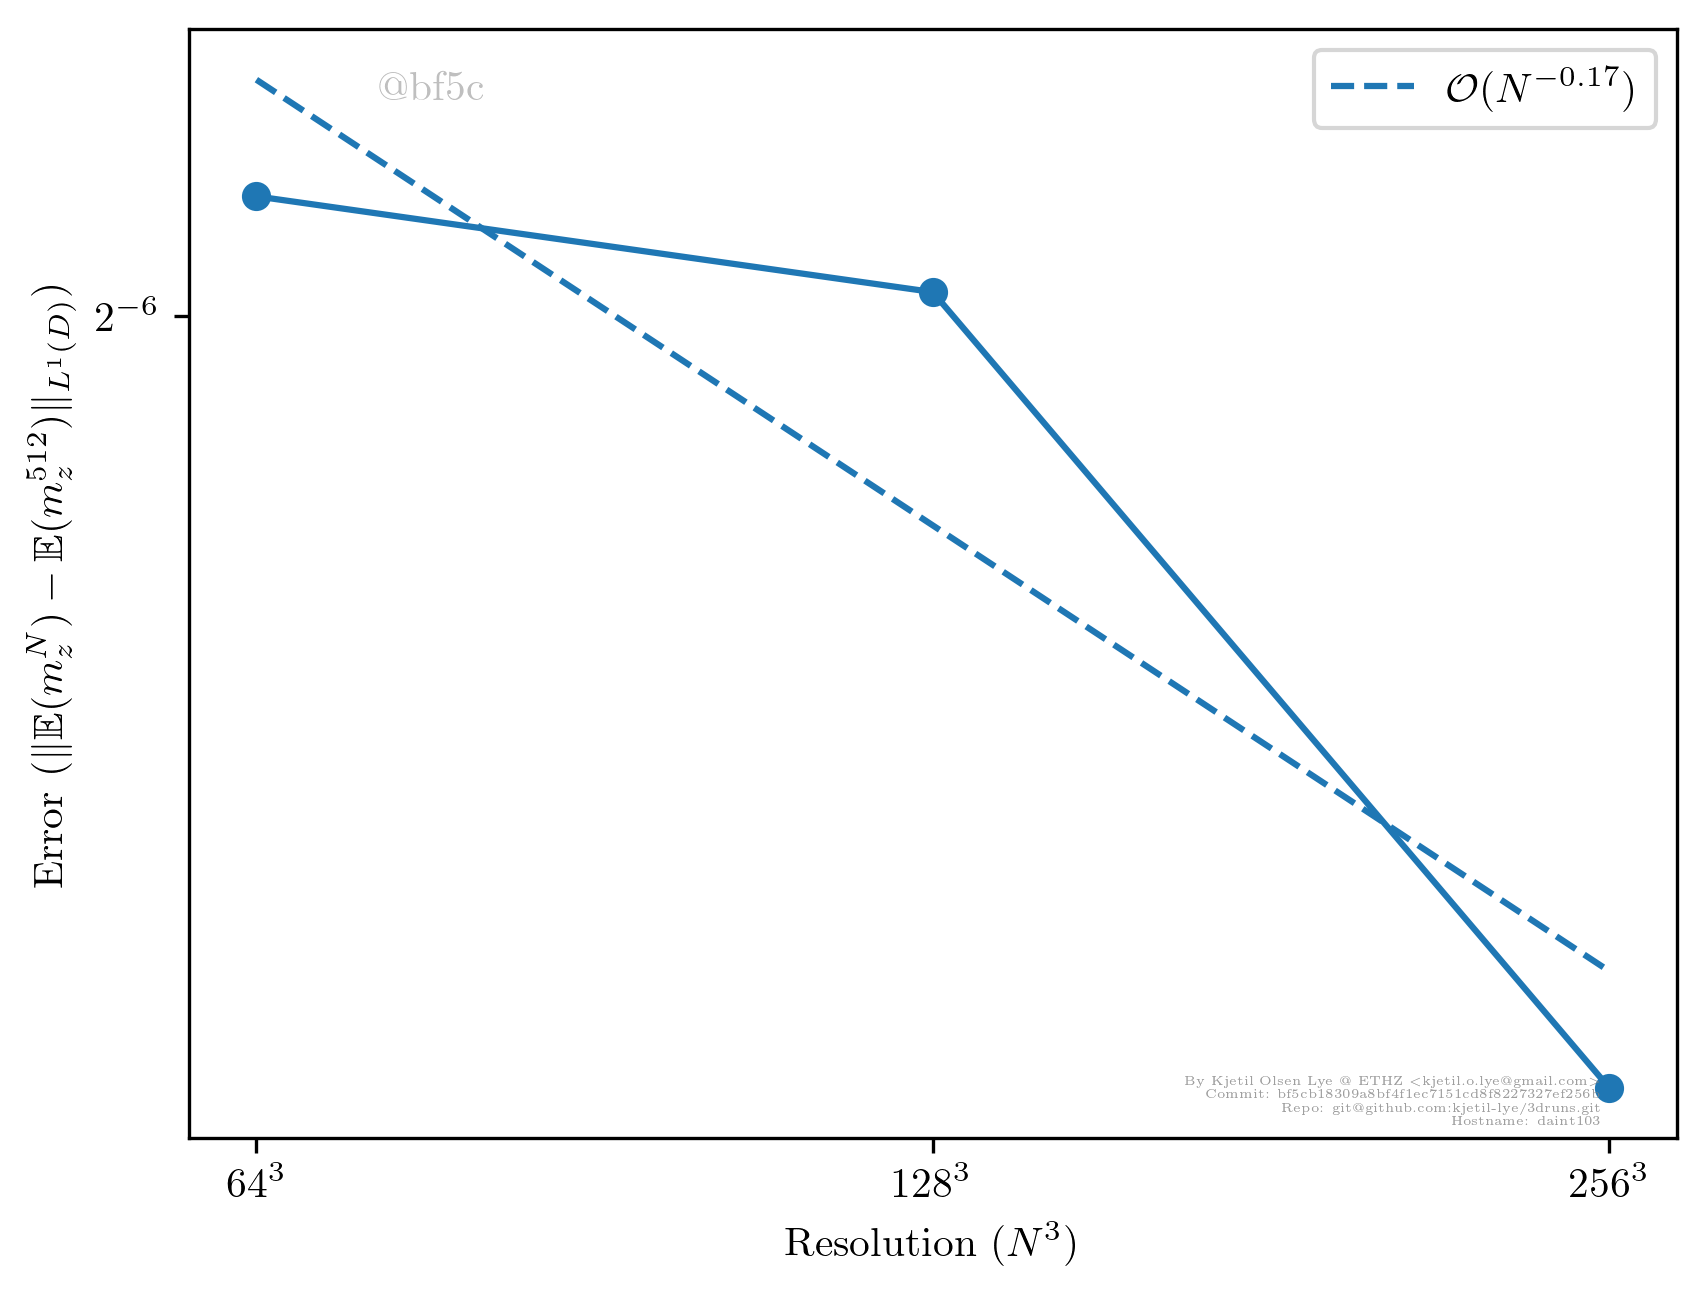 @bf5c
𝒪(N^{-0.17})
2^{-6}
Error (||𝔼(m_z^N) − 𝔼(m_z^{512})||_{L^1(D)})
By Kjetil Olsen Lye @ ETHZ <kjetil.o.lye@gmail.com>
Commit: bf5cb18309a8bf4f1ec7151cd8f8227327ef256b
Repo: git@github.com:kjetil-lye/3druns.git
Hostname: daint103
64^3 128^3 256^3
Resolution (N^3)